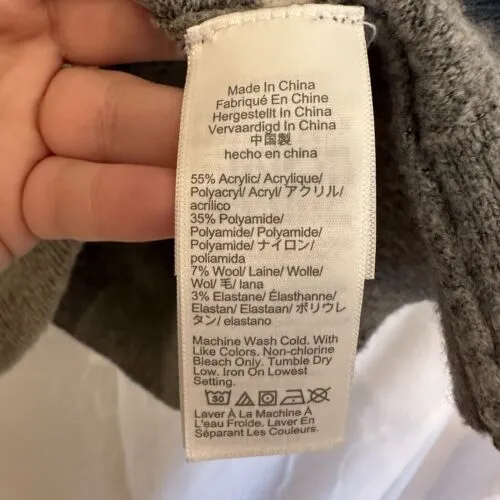 Made In China
Fabriqué En Chine
Hergestellt In China
Vervaardigd In China
中国製
hecho en china
55% Acrylic/ Acrylique/
Polyacryl/ Acryl/ アクリル/
acrílico
35% Polyamide/
Polyamide/ Polyamide/
Polyamide/ ナイロン/
poliamida
7% Wool/ Laine/ Wolle/
Wol/ 毛/ lana
3% Elastane/ Élasthanne/
Elastan/ Elastaan/ ポリウレ
タン/ elastano
Machine Wash Cold. With
Like Colors. Non-chlorine
Bleach Only. Tumble Dry
Low. Iron On Lowest
Setting.
30
Laver À La Machine À
L'eau Froide. Laver En
Séparant Les Couleurs.